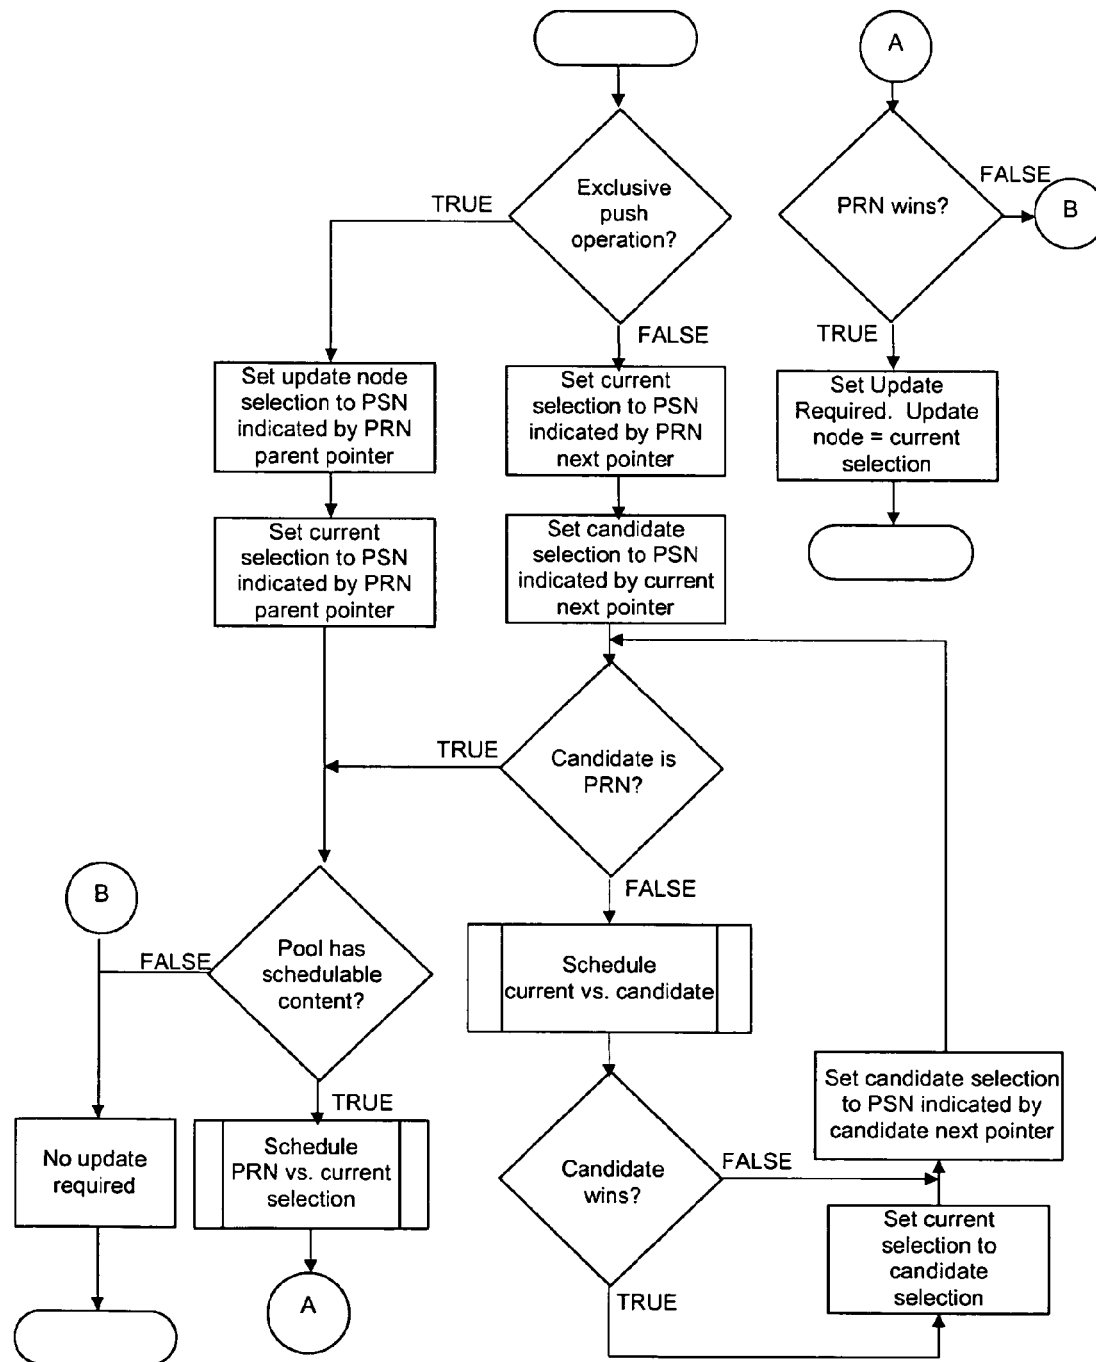 A
Exclusive
push
operation?
TRUE
FALSE
PRN wins?
FALSE
B
TRUE
Set update node
selection to PSN
indicated by PRN
parent pointer
Set current
selection to PSN
indicated by PRN
next pointer
Set Update
Required. Update
node = current
selection
Set current
selection to PSN
indicated by PRN
parent pointer
Set candidate
selection to PSN
indicated by current
next pointer
TRUE
Candidate is
PRN?
FALSE
B
FALSE
Pool has
schedulable
content?
TRUE
Schedule
current vs. candidate
Set candidate selection
to PSN indicated by
candidate next pointer
No update
required
Schedule
PRN vs. current
selection
Candidate
wins?
FALSE
TRUE
Set current
selection to
candidate
selection
A